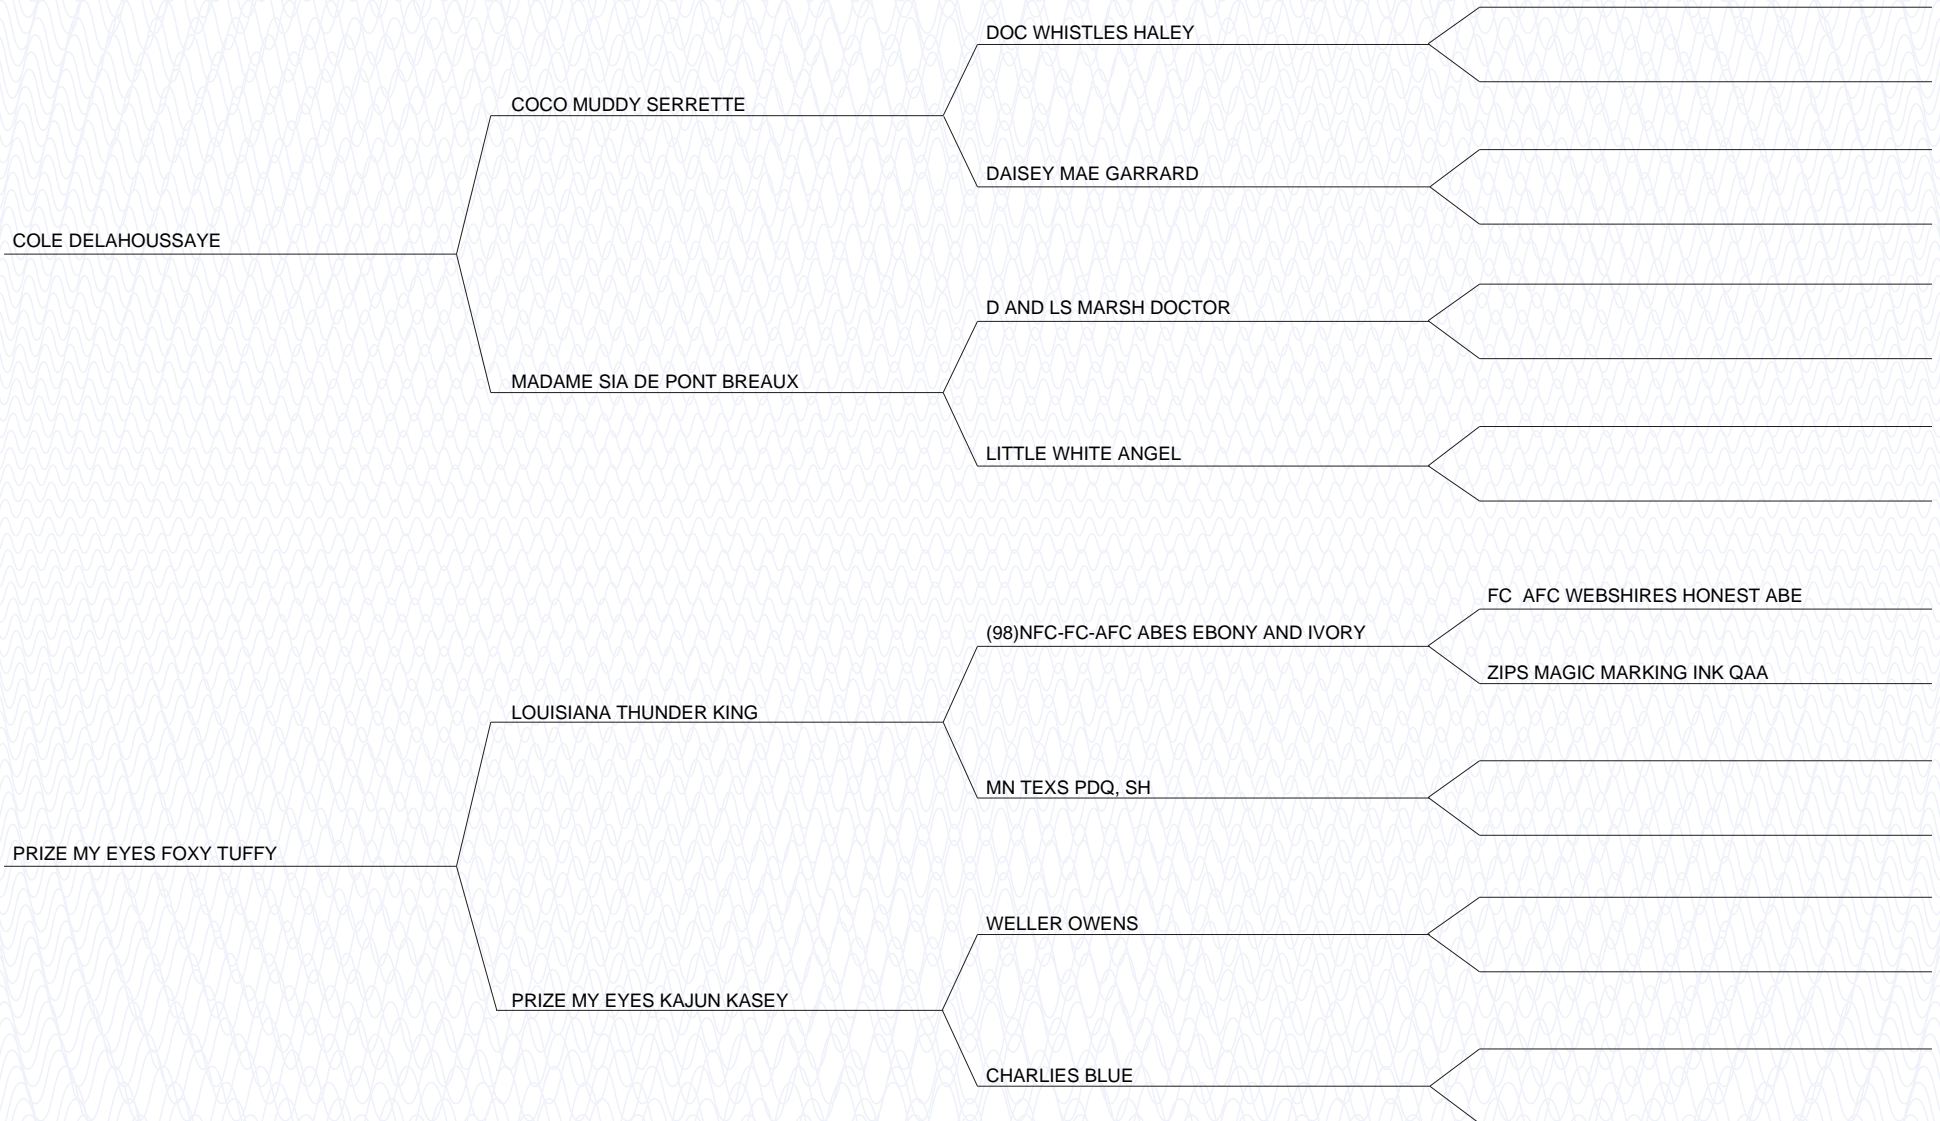 DOC WHISTLES HALEY
COCO MUDDY SERRETTE
DAISEY MAE GARRARD
COLE DELAHOUSSAYE
D AND LS MARSH DOCTOR
MADAME SIA DE PONT BREAUX
LITTLE WHITE ANGEL
FC  AFC WEBSHIRES HONEST ABE
(98)NFC-FC-AFC ABES EBONY AND IVORY
ZIPS MAGIC MARKING INK QAA
LOUISIANA THUNDER KING
MN TEXS PDQ, SH
PRIZE MY EYES FOXY TUFFY
WELLER OWENS
PRIZE MY EYES KAJUN KASEY
CHARLIES BLUE